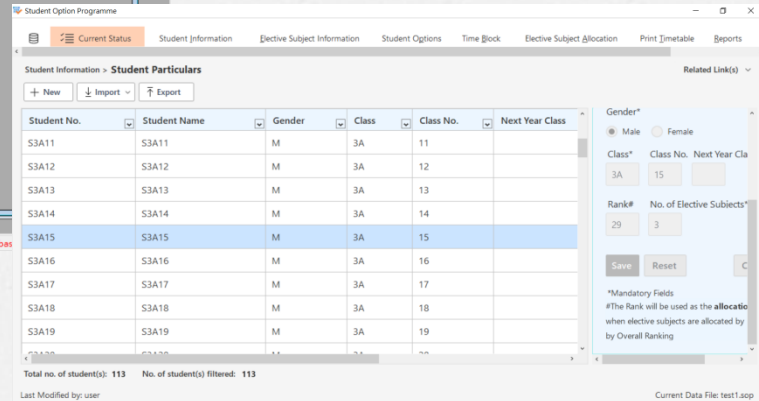 Student Option Programme
Current Status Student Information Elective Subject Information Student Options Time Block Elective Subject Allocation Print Timetable Reports
Student Information > Student Particulars Related Link(s)
+ New Import Export
Student No. Student Name Gender Class Class No. Next Year Class
S3A11 S3A11 M 3A 11
S3A12 S3A12 M 3A 12
S3A13 S3A13 M 3A 13
S3A14 S3A14 M 3A 14
S3A15 S3A15 M 3A 15
S3A16 S3A16 M 3A 16
S3A17 S3A17 M 3A 17
S3A18 S3A18 M 3A 18
S3A19 S3A19 M 3A 19
Gender*
Male Female
Class* Class No. Next Year Cla
3A 15
Rank# No. of Elective Subjects*
29 3
Save Reset C
*Mandatory Fields
#The Rank will be used as the allocatio
when elective subjects are allocated by
by Overall Ranking
Total no. of student(s): 113 No. of student(s) filtered: 113
Last Modified by: user Current Data File: test1.sop